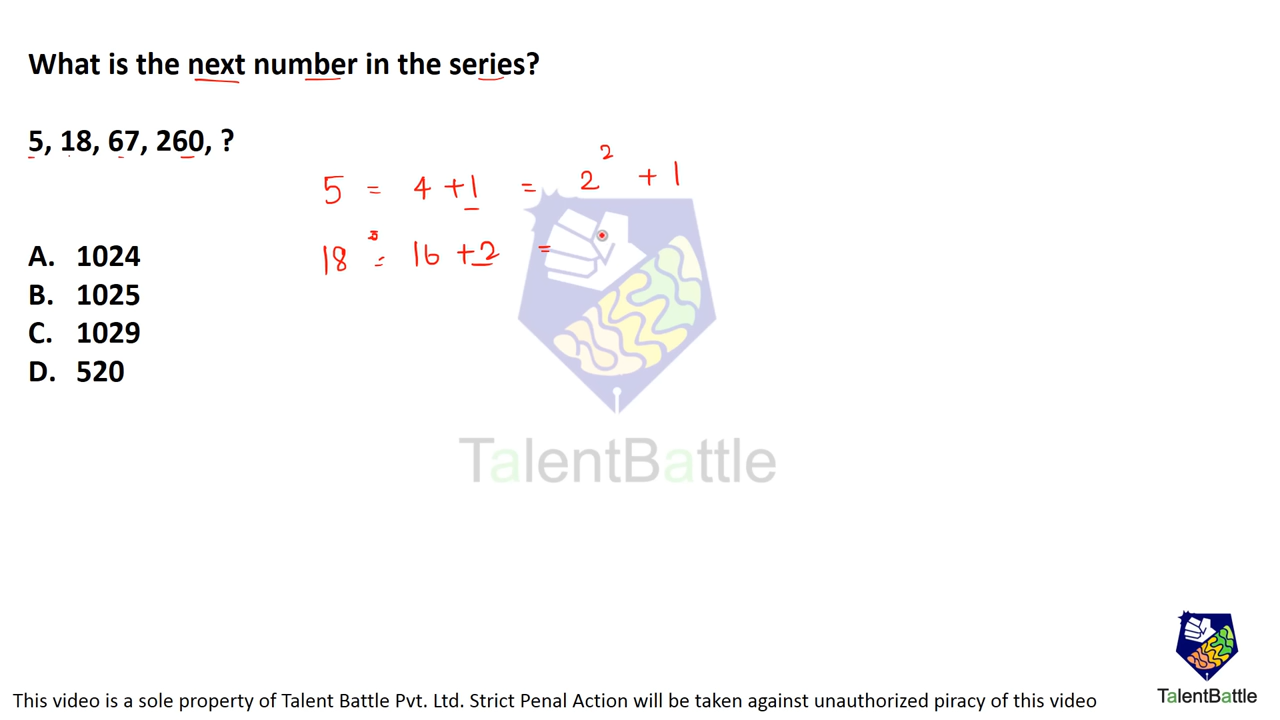 What is the next number in the series?
5, 18, 67, 260, ?
5 = 4 + 1 = 2² + 1
18 = 16 + 2 =
A. 1024
B. 1025
C. 1029
D. 520
TalentBattle
TalentBattle
This video is a sole property of Talent Battle Pvt. Ltd. Strict Penal Action will be taken against unauthorized piracy of this video